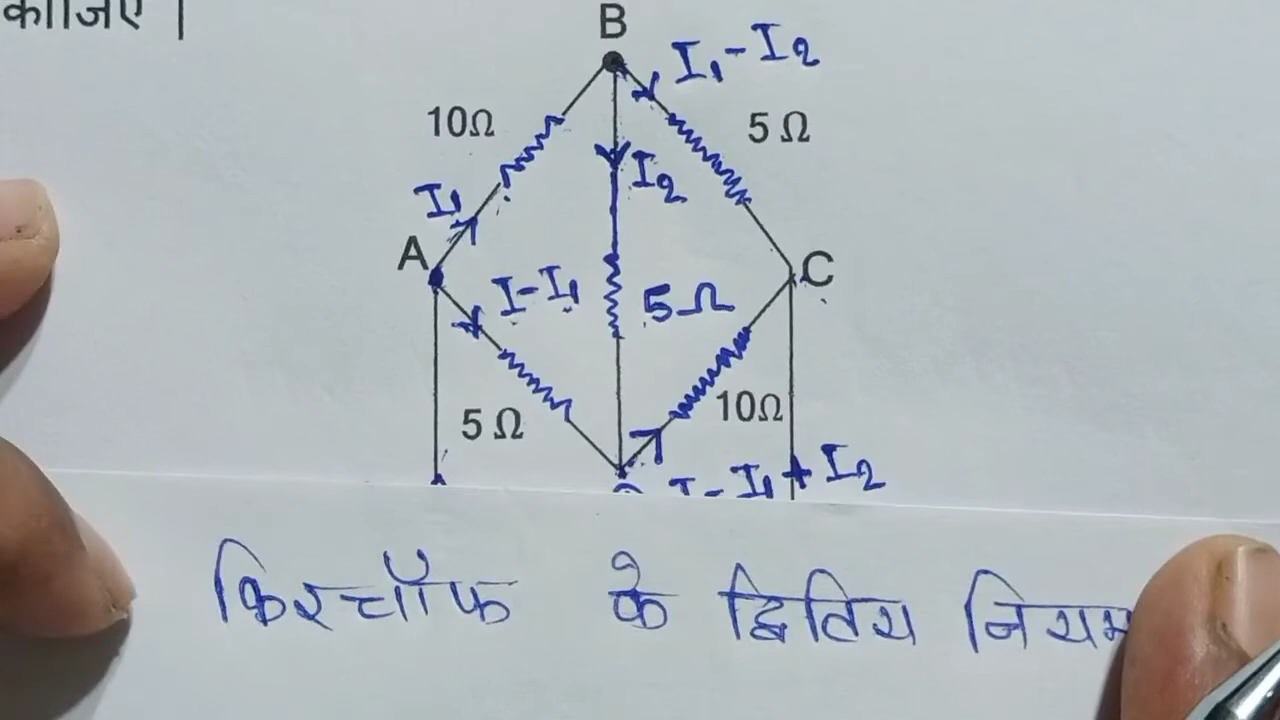 कीजिए |
B
I₁-I₂
10Ω
5 Ω
I₂
I₁
A
I-I₁
5Ω
C
5 Ω
10Ω
I-I₁+I₂
किरचॉफ के द्वितिय नियम